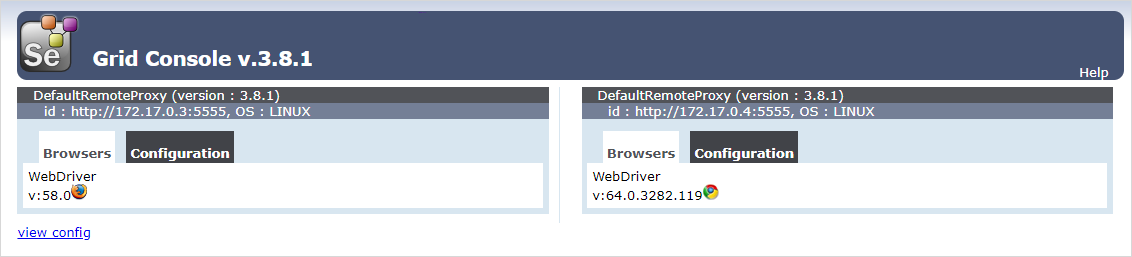 Se
Grid Console v.3.8.1
Help
DefaultRemoteProxy (version : 3.8.1)
id : http://172.17.0.3:5555, OS : LINUX
Browsers Configuration
WebDriver
v:58.0
DefaultRemoteProxy (version : 3.8.1)
id : http://172.17.0.4:5555, OS : LINUX
Browsers Configuration
WebDriver
v:64.0.3282.119
view config